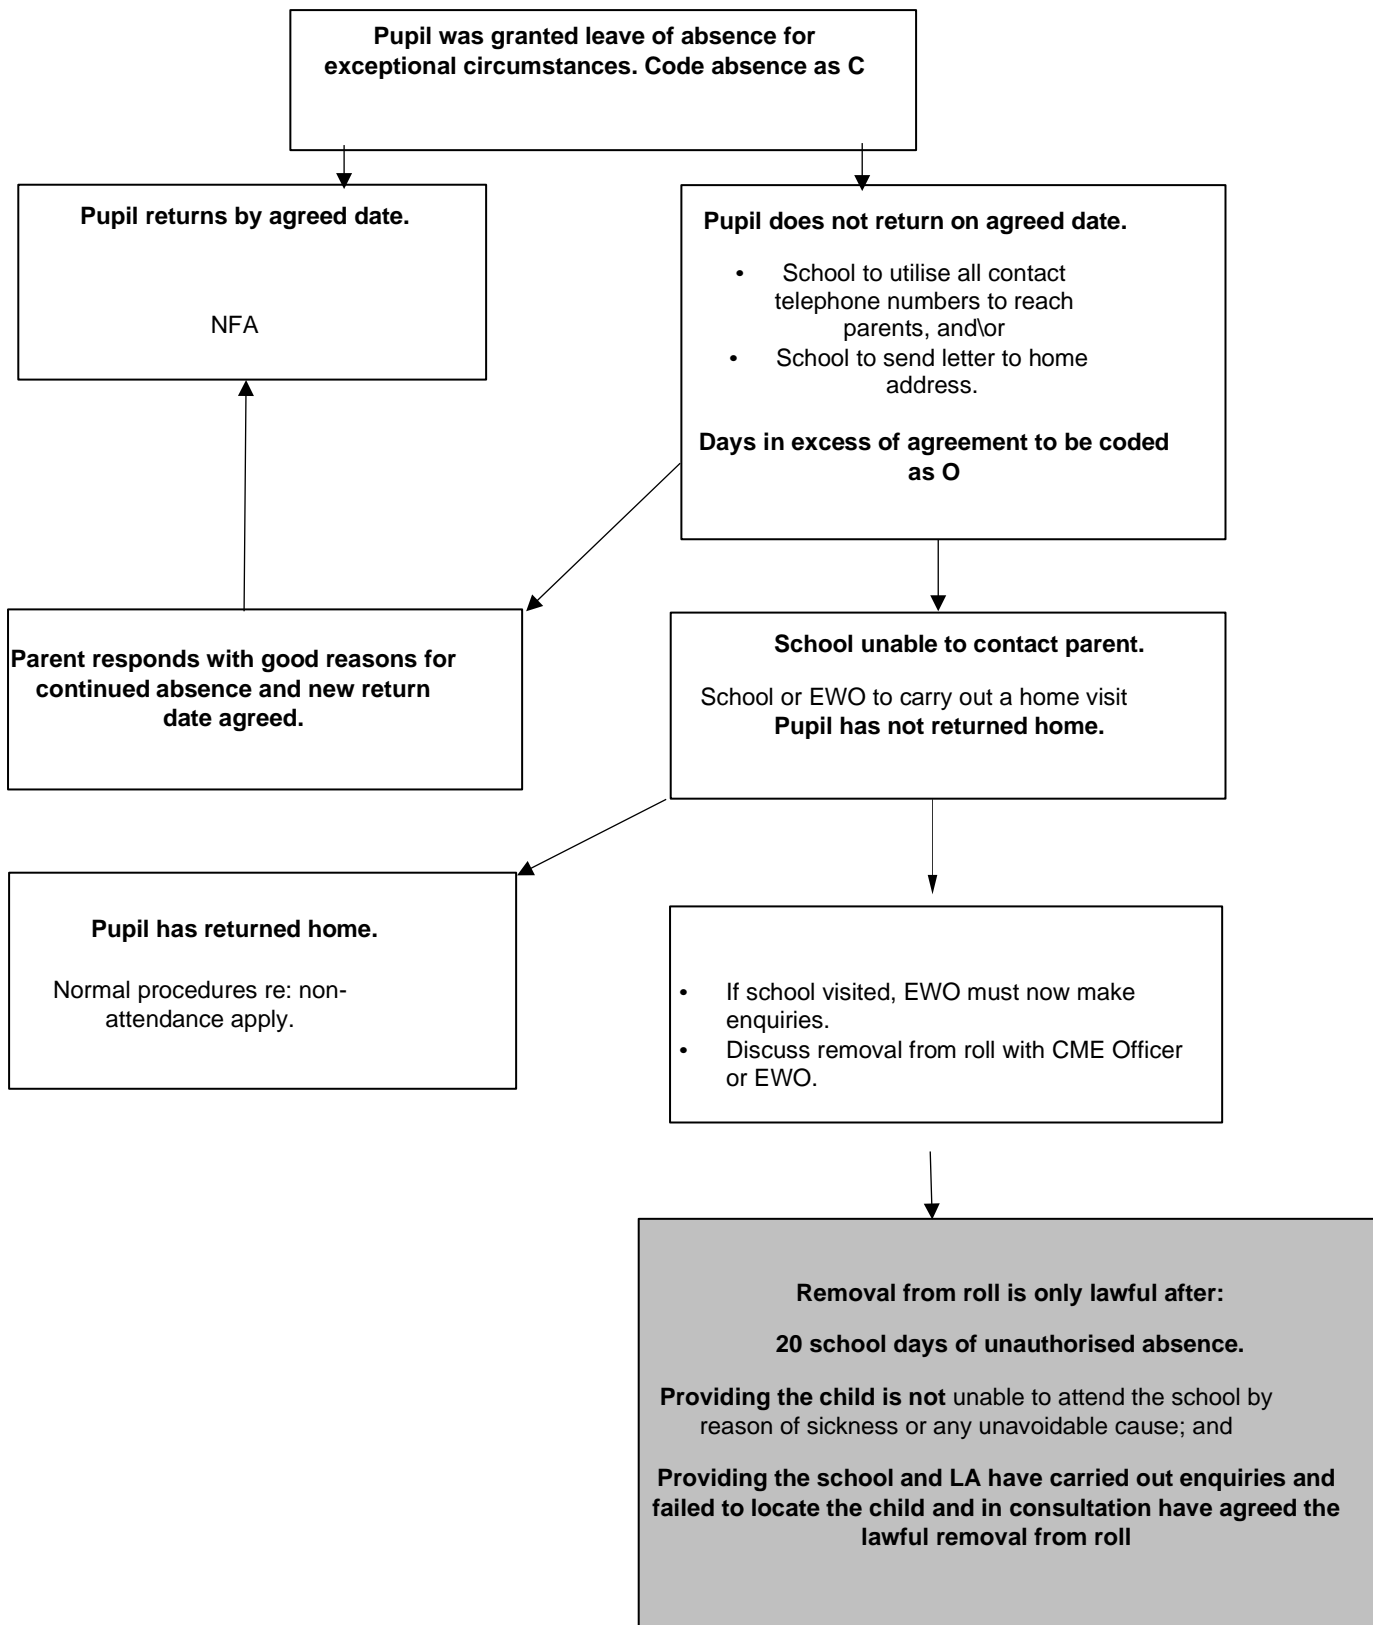 Pupil was granted leave of absence for
exceptional circumstances. Code absence as C
Pupil returns by agreed date.
NFA
Pupil does not return on agreed date.
• School to utilise all contact
telephone numbers to reach
parents, and\or
• School to send letter to home
address.
Days in excess of agreement to be coded
as O
Parent responds with good reasons for
continued absence and new return
date agreed.
School unable to contact parent.
School or EWO to carry out a home visit
Pupil has not returned home.
Pupil has returned home.
Normal procedures re: non-
attendance apply.
• If school visited, EWO must now make
enquiries.
• Discuss removal from roll with CME Officer
or EWO.
Removal from roll is only lawful after:
20 school days of unauthorised absence.
Providing the child is not unable to attend the school by
reason of sickness or any unavoidable cause; and
Providing the school and LA have carried out enquiries and
failed to locate the child and in consultation have agreed the
lawful removal from roll